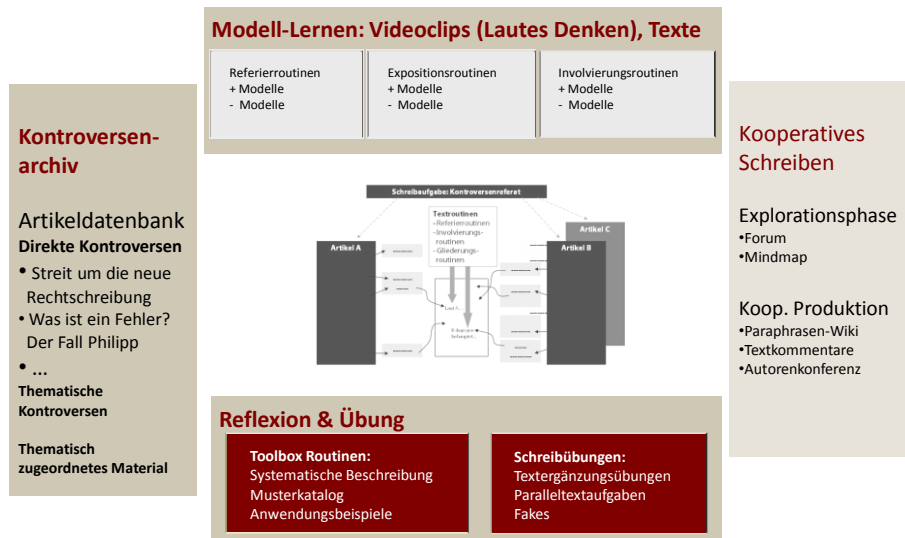 Modell-Lernen: Videoclips (Lautes Denken), Texte
Referierroutinen
+ Modelle
- Modelle
Expositionsroutinen
+ Modelle
- Modelle
Involvierungsroutinen
+ Modelle
- Modelle
Kontroversen-
archiv
Artikeldatenbank
Direkte Kontroversen
• Streit um die neue
Rechtschreibung
• Was ist ein Fehler?
Der Fall Philipp
• ...
Thematische
Kontroversen
Thematisch
zugeordnetes Material
Schreibaufgabe: Kontroversenreferat
Textroutinen
-Referierroutinen
-Involvierungs-
routinen
-Gliederungs-
routinen
Artikel A
Artikel C
Artikel B
Laut A...
Kooperatives
Schreiben
Explorationsphase
•Forum
•Mindmap
Koop. Produktion
•Paraphrasen-Wiki
•Textkommentare
•Autorenkonferenz
Reflexion & Übung
Toolbox Routinen:
Systematische Beschreibung
Musterkatalog
Anwendungsbeispiele
Schreibübungen:
Textergänzungsübungen
Paralleltextaufgaben
Fakes